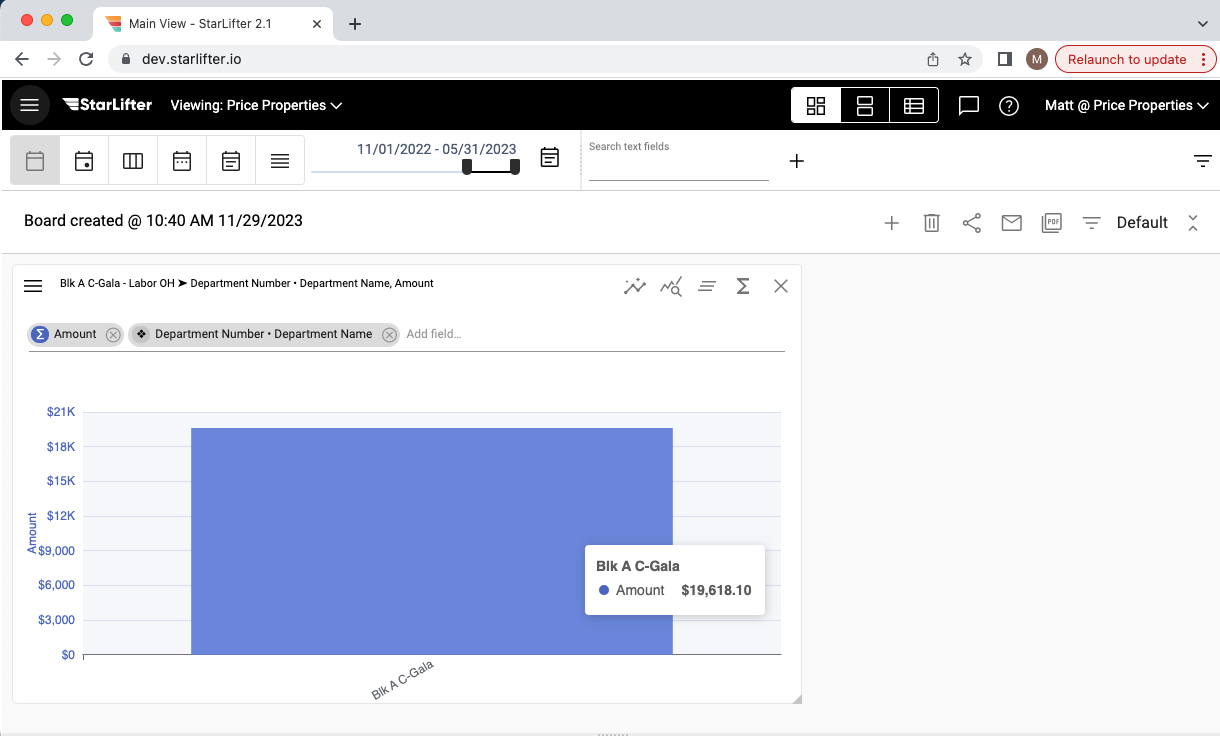 Main View - StarLifter 2.1
dev.starlifter.io
M
Relaunch to update
StarLifter
Viewing: Price Properties
Matt @ Price Properties
11/01/2022 - 05/31/2023
Search text fields
Board created @ 10:40 AM 11/29/2023
PDF
Default
Blk A C-Gala - Labor OH ➤ Department Number • Department Name, Amount
Σ
Σ Amount
Department Number • Department Name
Add field...
$21K
$18K
$15K
$12K
$9,000
$6,000
$3,000
$0
Amount
Blk A C-Gala
Amount $19,618.10
Blk A C-Gala